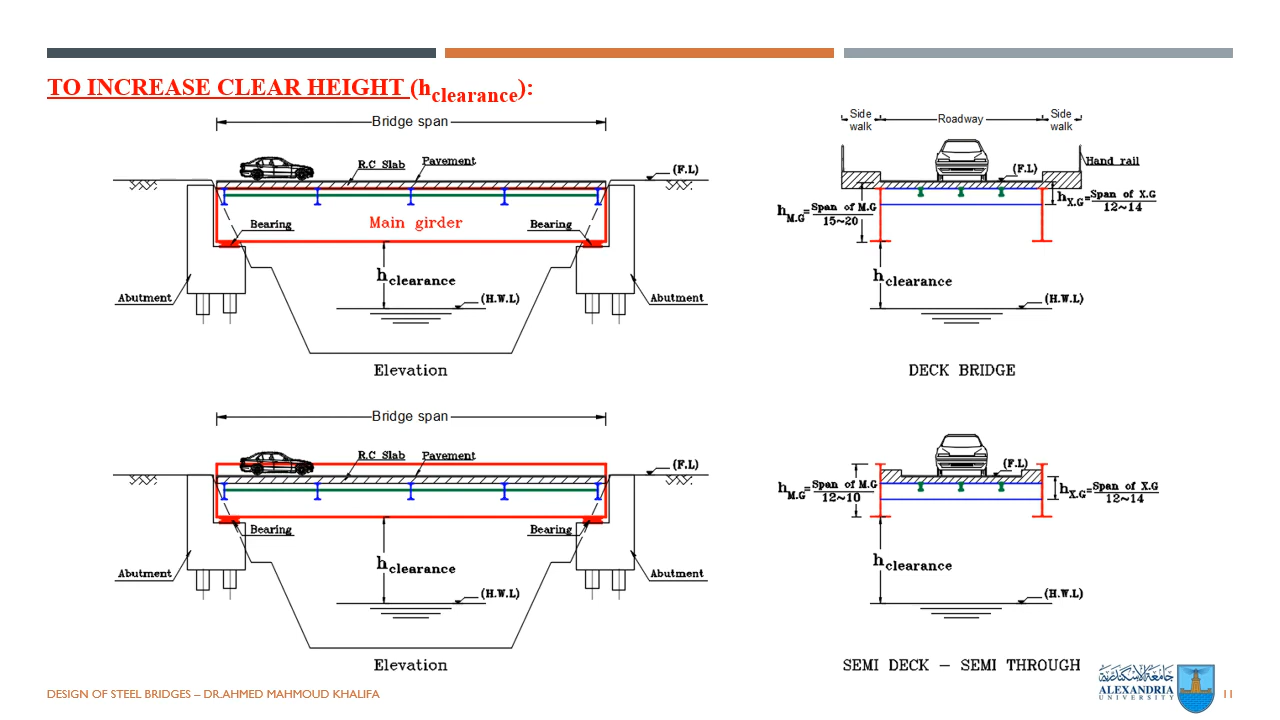 TO INCREASE CLEAR HEIGHT (hclearance):
Bridge span
R.C Slab
Pavement
(F.L)
Main girder
Bearing
Bearing
hclearance
(H.W.L)
Abutment
Abutment
Elevation
Side walk
Roadway
Side walk
(F.L)
Hand rail
hM.G=Span of M.G/15~20
hX.G=Span of X.G/12~14
hclearance
(H.W.L)
DECK BRIDGE
Bridge span
R.C Slab
Pavement
(F.L)
Bearing
Bearing
hclearance
(H.W.L)
Abutment
Abutment
Elevation
(F.L)
hM.G=Span of M.G/12~10
hX.G=Span of X.G/12~14
hclearance
(H.W.L)
SEMI DECK – SEMI THROUGH
DESIGN OF STEEL BRIDGES – DR.AHMED MAHMOUD KHALIFA
جامعة الإسكندرية
ALEXANDRIA
UNIVERSITY
11